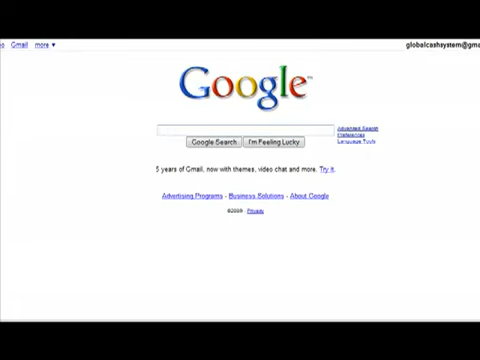 Gmail more ▼ globalcashsystem@gma
Google™
Advanced Search
Preferences
Language Tools
Google Search I'm Feeling Lucky
5 years of Gmail, now with themes, video chat and more. Try it.
Advertising Programs - Business Solutions - About Google
©2009 - Privacy